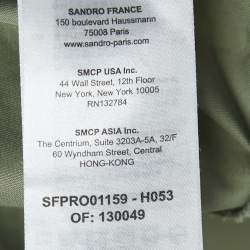 SANDRO FRANCE
150 boulevard Haussmann
75008 Paris
www.sandro-paris.com
SMCP USA Inc.
44 Wall Street, 12th Floor
New York, New York 10005
RN132784
SMCP ASIA Inc.
The Centrium, Suite 3203A-5A, 32/F
60 Wyndham Street, Central
HONG-KONG
SFPRO01159 - H053
OF: 130049